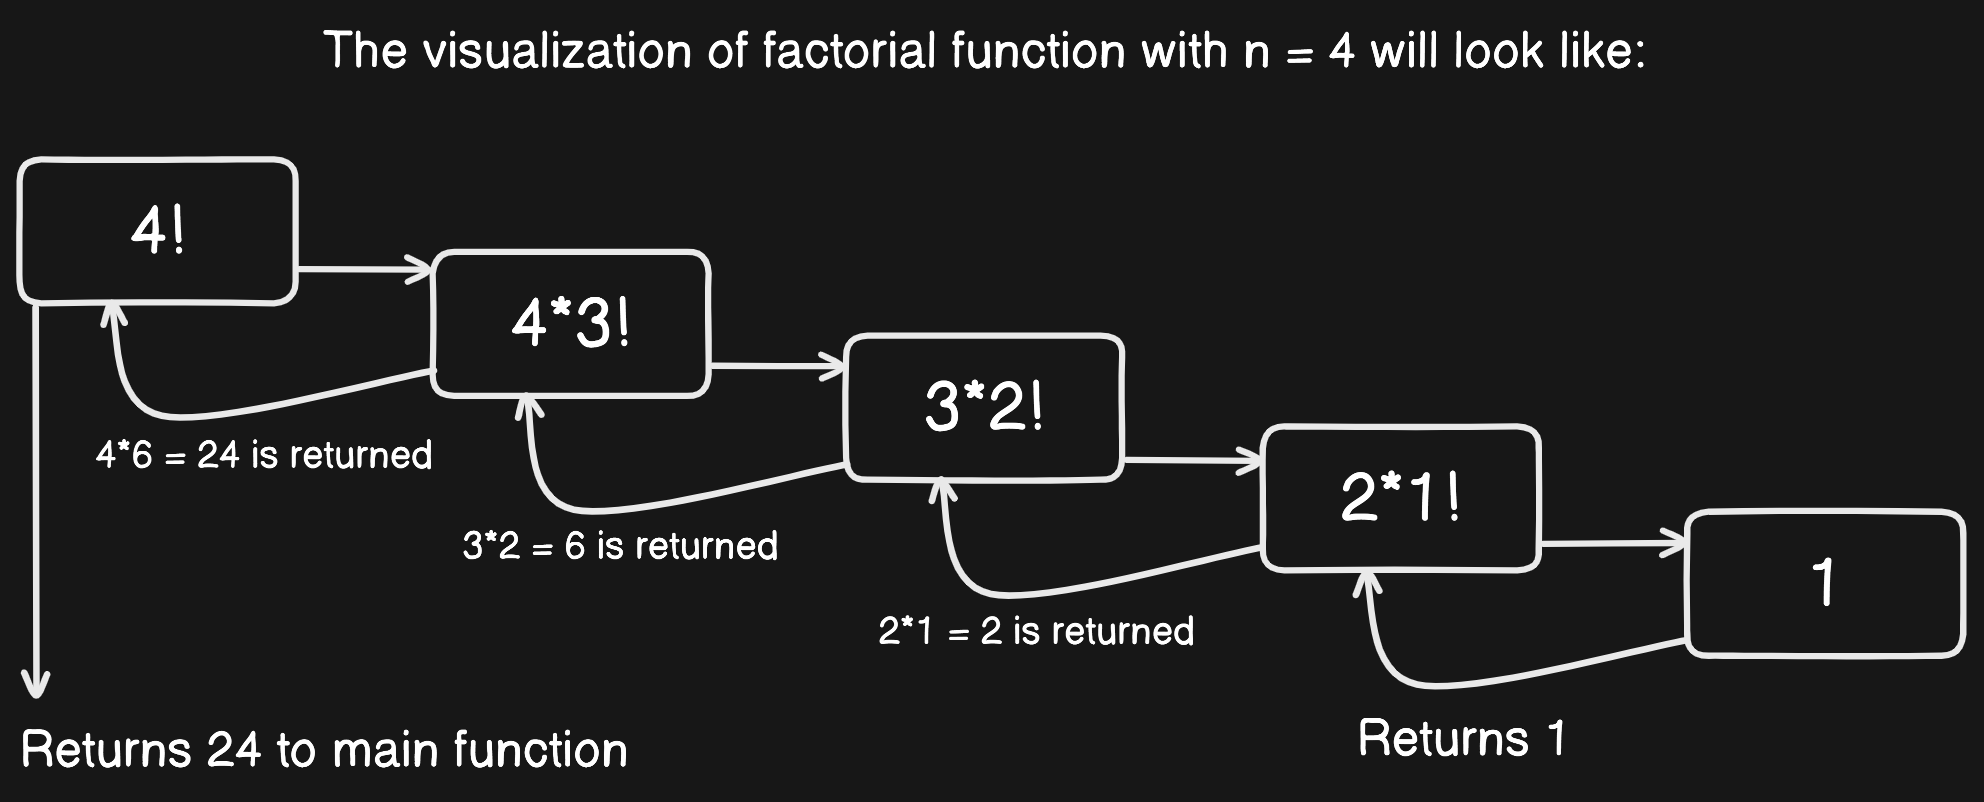 The visualization of factorial function with n = 4 will look like:
4!
4*3!
3*2!
2*1!
1
4*6 = 24 is returned
3*2 = 6 is returned
2*1 = 2 is returned
Returns 1
Returns 24 to main function